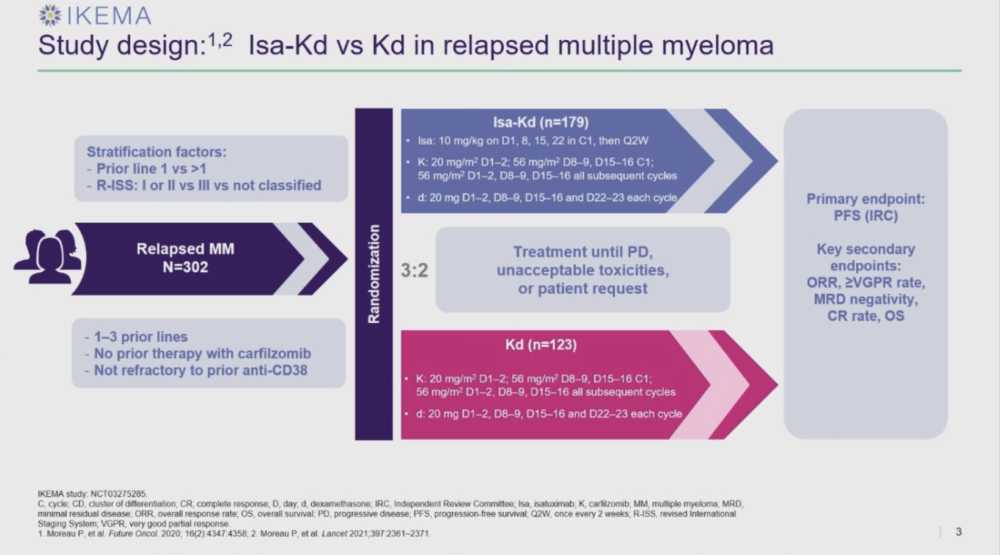 IKEMA
Study design:1,2 Isa-Kd vs Kd in relapsed multiple myeloma
Stratification factors:
- Prior line 1 vs >1
- R-ISS: I or II vs III vs not classified
Relapsed MM
N=302
- 1–3 prior lines
- No prior therapy with carfilzomib
- Not refractory to prior anti-CD38
Randomization
3:2
Isa-Kd (n=179)
• Isa: 10 mg/kg on D1, 8, 15, 22 in C1, then Q2W
• K: 20 mg/m2 D1–2; 56 mg/m2 D8–9, D15–16 C1;
56 mg/m2 D1–2, D8–9, D15–16 all subsequent cycles
• d: 20 mg D1–2, D8–9, D15–16 and D22–23 each cycle
Treatment until PD,
unacceptable toxicities,
or patient request
Kd (n=123)
• K: 20 mg/m2 D1–2; 56 mg/m2 D8–9, D15–16 C1;
56 mg/m2 D1–2, D8–9, D15–16 all subsequent cycles
• d: 20 mg D1–2, D8–9, D15–16 and D22–23 each cycle
Primary endpoint:
PFS (IRC)
Key secondary
endpoints:
ORR, ≥VGPR rate,
MRD negativity,
CR rate, OS
IKEMA study: NCT03275285.
C, cycle; CD, cluster of differentiation; CR, complete response; D, day; d, dexamethasone; IRC, Independent Review Committee; Isa, isatuximab; K, carfilzomib; MM, multiple myeloma; MRD,
minimal residual disease; ORR, overall response rate; OS, overall survival; PD, progressive disease; PFS, progression-free survival; Q2W, once every 2 weeks; R-ISS, revised International
Staging System; VGPR, very good partial response.
1. Moreau P, et al. Future Oncol. 2020; 16(2):4347:4358; 2. Moreau P, et al. Lancet 2021;397:2361–2371.
3